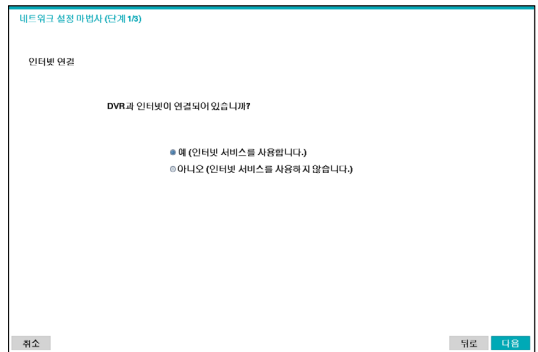 네트워크 설정 마법사 (단계 1/3)
인터넷 연결
DVR과 인터넷이 연결되어 있습니까?
예 (인터넷 서비스를 사용합니다.)
아니오 (인터넷 서비스를 사용하지 않습니다.)
취소
뒤로
다음